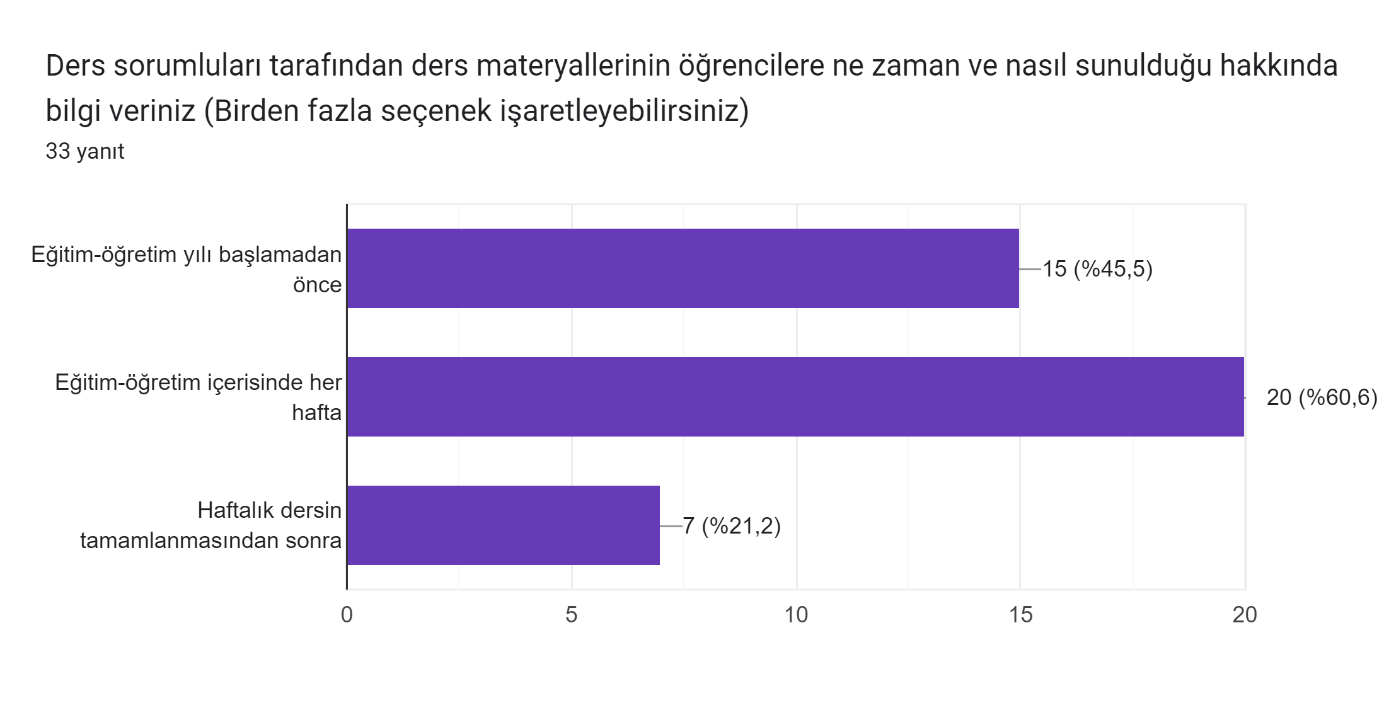 Ders sorumluları tarafından ders materyallerinin öğrencilere ne zaman ve nasıl sunulduğu hakkında
bilgi veriniz (Birden fazla seçenek işaretleyebilirsiniz)
33 yanıt
Eğitim-öğretim yılı başlamadan
önce
15 (%45,5)
Eğitim-öğretim içerisinde her
hafta
20 (%60,6)
Haftalık dersin
tamamlanmasından sonra
7 (%21,2)
0 5 10 15 20